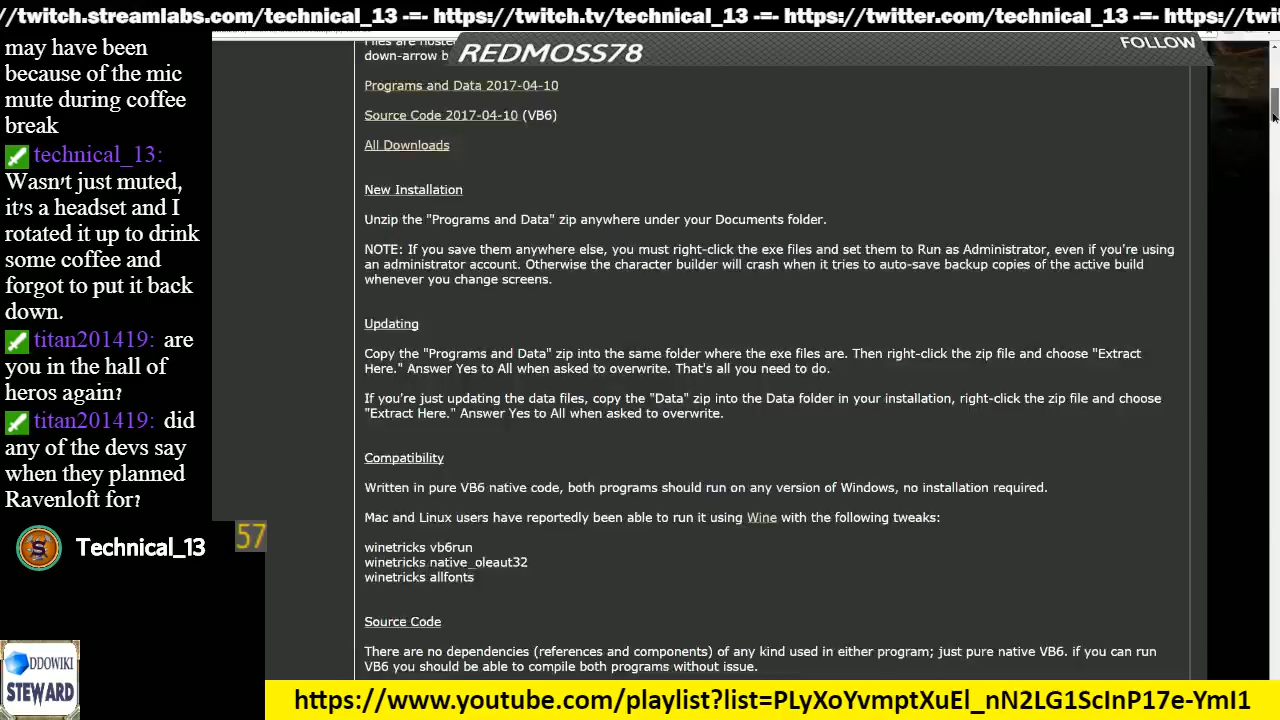 //twitch.streamlabs.com/technical_13 -=- https://twitch.tv/technical_13 -=- https://twitter.com/technical_13 -=- https://twi
may have been
because of the mic
mute during coffee
break
technical_13:
Wasn't just muted,
it's a headset and I
rotated it up to drink
some coffee and
forgot to put it back
down.
titan201419: are
you in the hall of
heros again?
titan201419: did
any of the devs say
when they planned
Ravenloft for?
Technical_13
57
DDOWIKI
STEWARD
REDMOSS78
FOLLOW
Files are hoste
down-arrow b
Programs and Data 2017-04-10
Source Code 2017-04-10 (VB6)
All Downloads
New Installation
Unzip the "Programs and Data" zip anywhere under your Documents folder.
NOTE: If you save them anywhere else, you must right-click the exe files and set them to Run as Administrator, even if you're using
an administrator account. Otherwise the character builder will crash when it tries to auto-save backup copies of the active build
whenever you change screens.
Updating
Copy the "Programs and Data" zip into the same folder where the exe files are. Then right-click the zip file and choose "Extract
Here." Answer Yes to All when asked to overwrite. That's all you need to do.
If you're just updating the data files, copy the "Data" zip into the Data folder in your installation, right-click the zip file and choose
"Extract Here." Answer Yes to All when asked to overwrite.
Compatibility
Written in pure VB6 native code, both programs should run on any version of Windows, no installation required.
Mac and Linux users have reportedly been able to run it using Wine with the following tweaks:
winetricks vb6run
winetricks native_oleaut32
winetricks allfonts
Source Code
There are no dependencies (references and components) of any kind used in either program; just pure native VB6. if you can run
VB6 you should be able to compile both programs without issue.
https://www.youtube.com/playlist?list=PLyXoYvmptXuEl_nN2LG1ScInP17e-YmI1